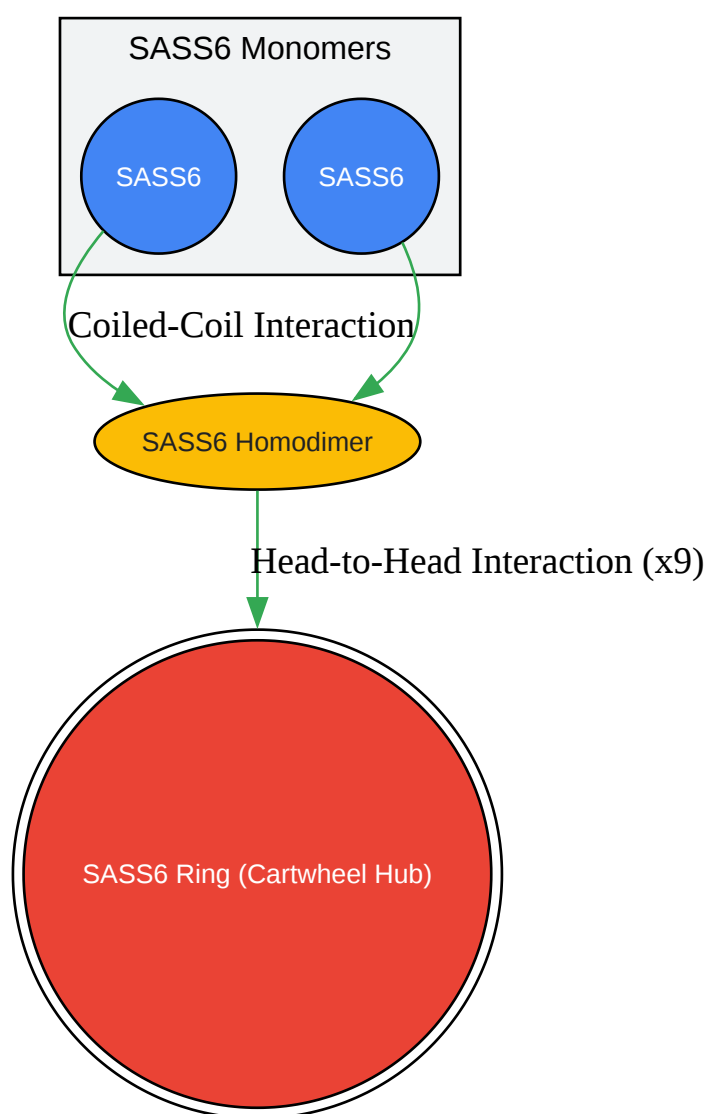 SASS6 Monomers
SASS6
SASS6
Coiled-Coil Interaction
SASS6 Homodimer
Head-to-Head Interaction (x9)
SASS6 Ring (Cartwheel Hub)